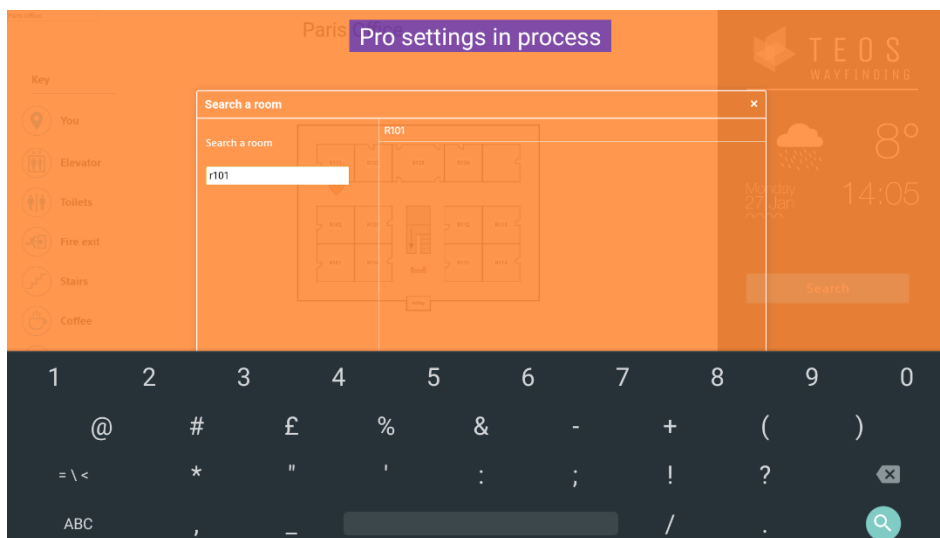 Paris Office
Pro settings in process
TEOS
WAYFINDING
Key
You
Elevator
Toilets
Fire exit
Stairs
Coffee
Search a room
×
Search a room
r101
R101
8°
Monday
27 Jan
14:05
Search
1 2 3 4 5 6 7 8 9 0
@ # £ % & - + ( )
= \ < * " ' : ; ! ?
ABC , _ / .